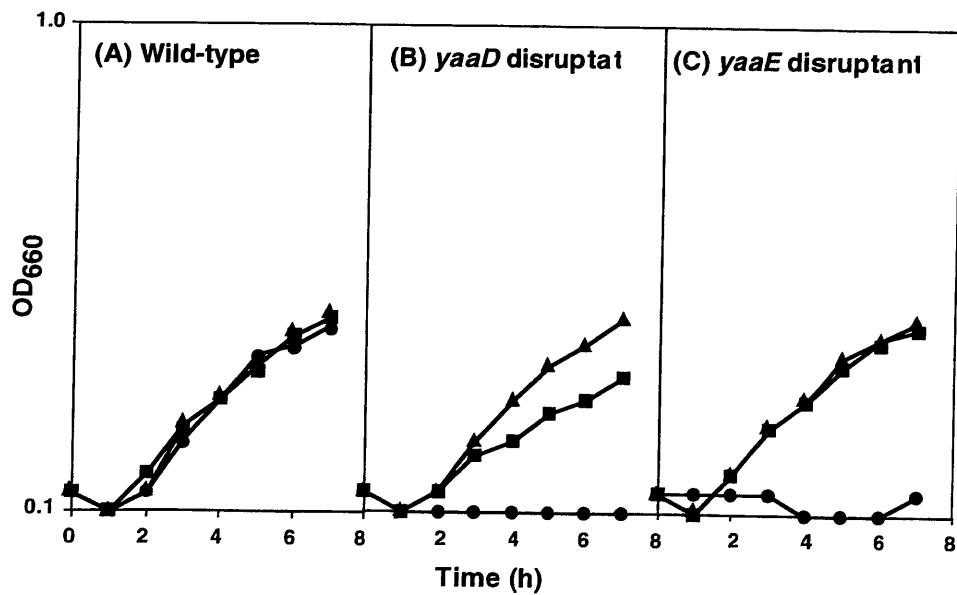 1.0
(A) Wild-type
(B) yaaD disruptat
(C) yaaE disruptant
OD660
0.1
0 2 4 6 8 2 4 6 8 2 4 6 8
Time (h)